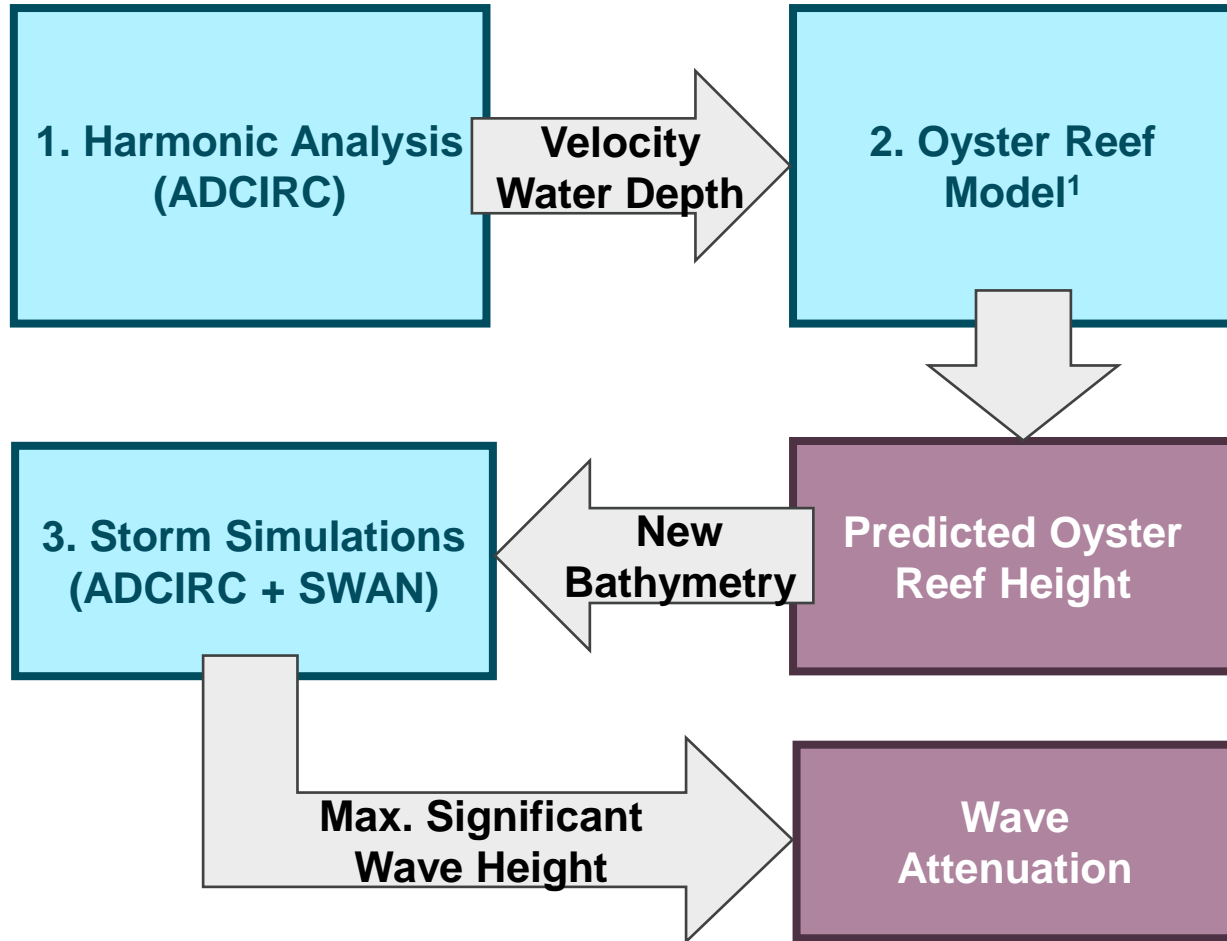 1. Harmonic Analysis
(ADCIRC)
Velocity
Water Depth
2. Oyster Reef
Model¹
3. Storm Simulations
(ADCIRC + SWAN)
New
Bathymetry
Predicted Oyster
Reef Height
Max. Significant
Wave Height
Wave
Attenuation